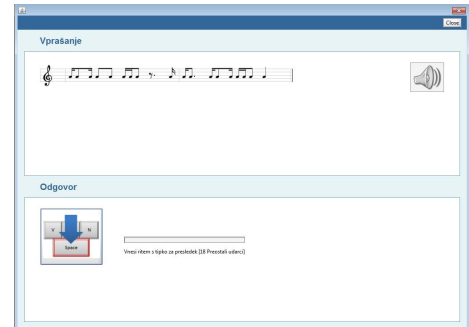 Close
Vprašanje
Odgovor
V
N
Space
Vnesi ritem s tipko za presledek [18 Preostali udarci]